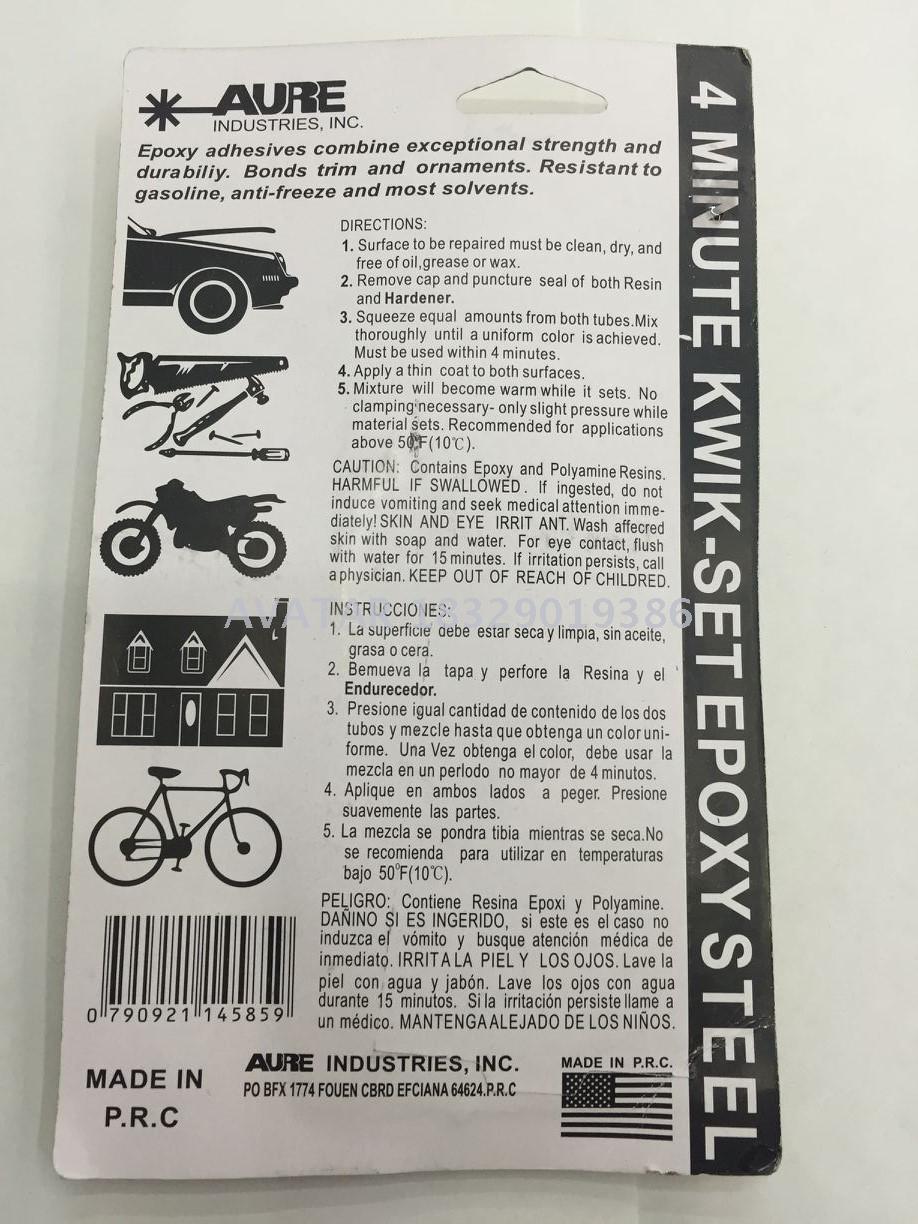 AURE
INDUSTRIES, INC.
Epoxy adhesives combine exceptional strength and
durabiliy. Bonds trim and ornaments. Resistant to
gasoline, anti-freeze and most solvents.
DIRECTIONS:
1. Surface to be repaired must be clean, dry, and
free of oil,grease or wax.
2. Remove cap and puncture seal of both Resin
and Hardener.
3. Squeeze equal amounts from both tubes.Mix
thoroughly until a uniform color is achieved.
Must be used within 4 minutes.
4. Apply a thin coat to both surfaces.
5. Mixture will become warm while it sets. No
clamping necessary- only slight pressure while
material sets. Recommended for applications
above 50°F(10℃).
CAUTION: Contains Epoxy and Polyamine Resins.
HARMFUL IF SWALLOWED. If ingested, do not
induce vomiting and seek medical attention imme-
diately! SKIN AND EYE IRRIT ANT. Wash affecred
skin with soap and water. For eye contact, flush
with water for 15 minutes. If irritation persists, call
a physician. KEEP OUT OF REACH OF CHILDRED.
AVATAR 18329019386
INSTRUCCIONES:
1. La superficie debe estar seca y limpia, sin aceite,
grasa o cera.
2. Bemueva la tapa y perfore la Resina y el
Endurecedor.
3. Presione igual cantidad de contenido de los dos
tubos y mezcle hasta que obtenga un color uni-
forme. Una Vez obtenga el color, debe usar la
mezcla en un perlodo no mayor de 4 minutos.
4. Aplique en ambos lados a peger. Presione
suavemente las partes.
5. La mezcla se pondra tibia mientras se seca.No
se recomienda para utilizar en temperaturas
bajo 50°F(10℃).
PELIGRO: Contiene Resina Epoxi y Polyamine.
DAÑINO SI ES INGERIDO, si este es el caso no
induzca el vómito y busque atención médica de
inmediato. IRRITA LA PIEL Y LOS OJOS. Lave la
piel con agua y jabón. Lave los ojos con agua
durante 15 minutos. Si la irritación persiste llame a
un médico. MANTENGA ALEJADO DE LOS NIÑOS.
0 790921 145859
MADE IN
P.R.C
AURE INDUSTRIES, INC.
PO BFX 1774 FOUEN CBRD EFCIANA 64624.P.R.C
MADE IN P.R.C.
4 MINUTE KWIK-SET EPOXY STEEL